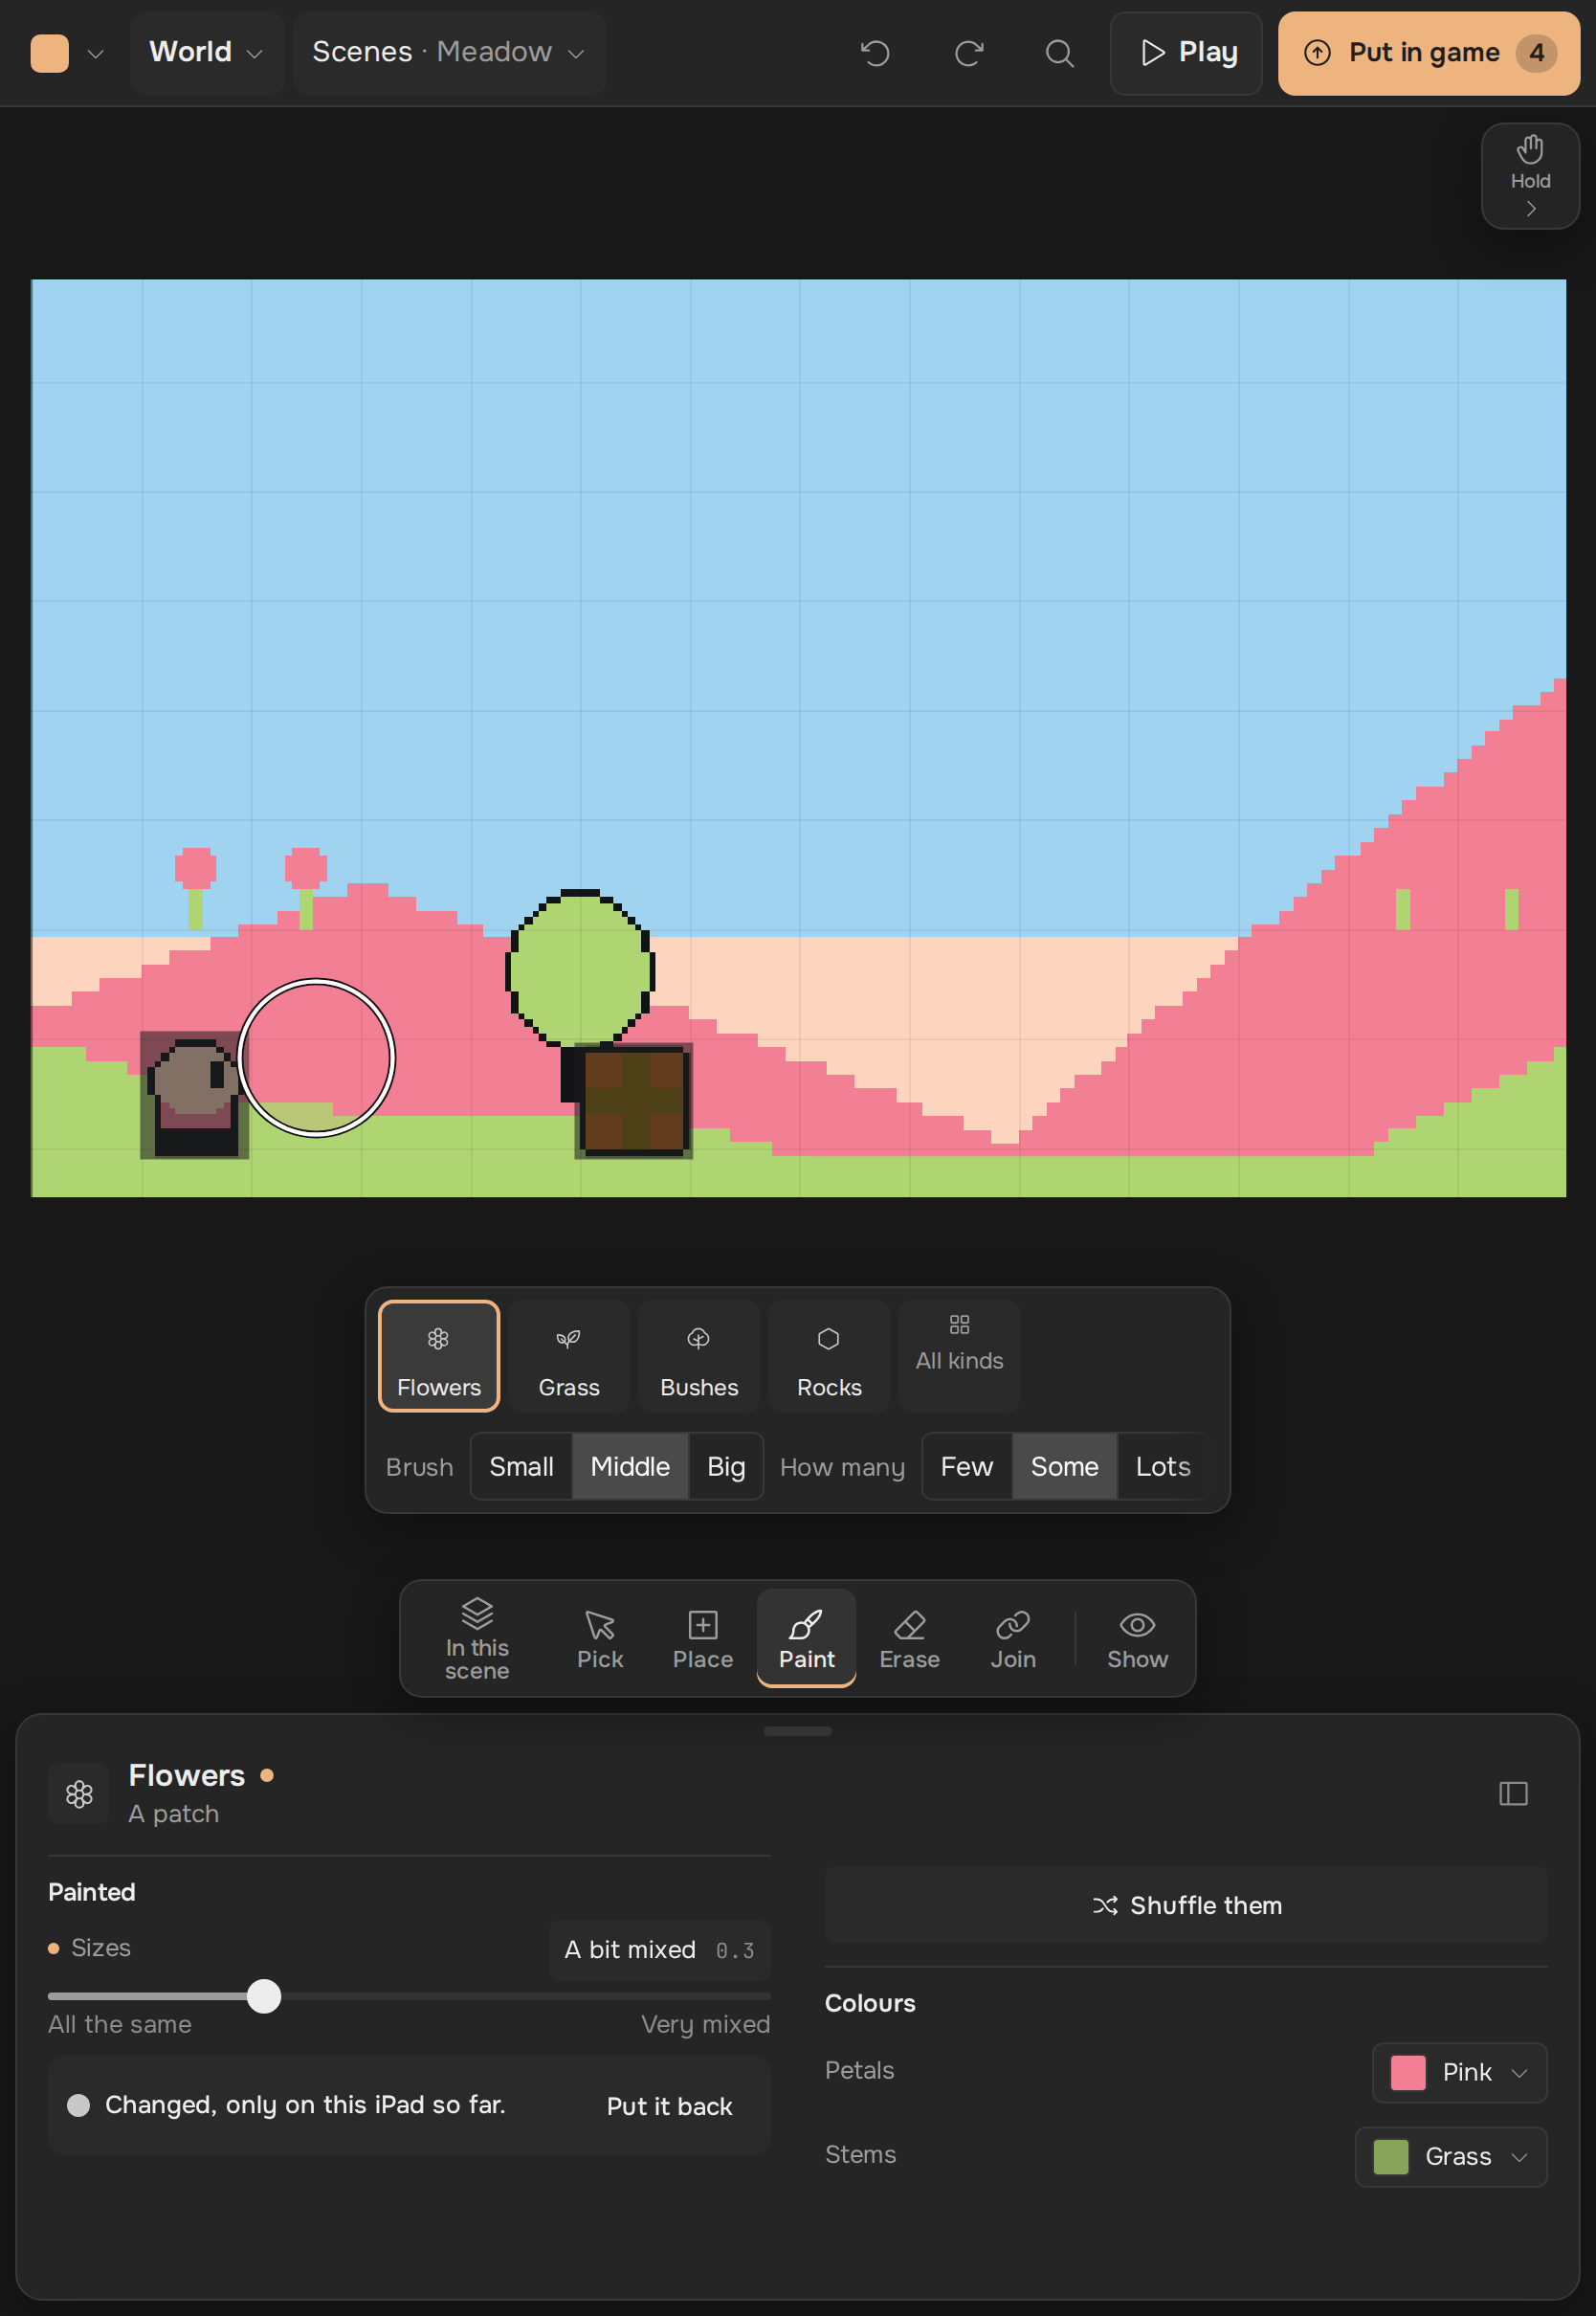 World
Scenes · Meadow
Play
Put in game 4
Hold
Flowers
Grass
Bushes
Rocks
All kinds
Brush
Small
Middle
Big
How many
Few
Some
Lots
In this
scene
Pick
Place
Paint
Erase
Join
Show
Flowers
A patch
Painted
Sizes
A bit mixed 0.3
All the same
Very mixed
Changed, only on this iPad so far.
Put it back
Shuffle them
Colours
Petals
Pink
Stems
Grass